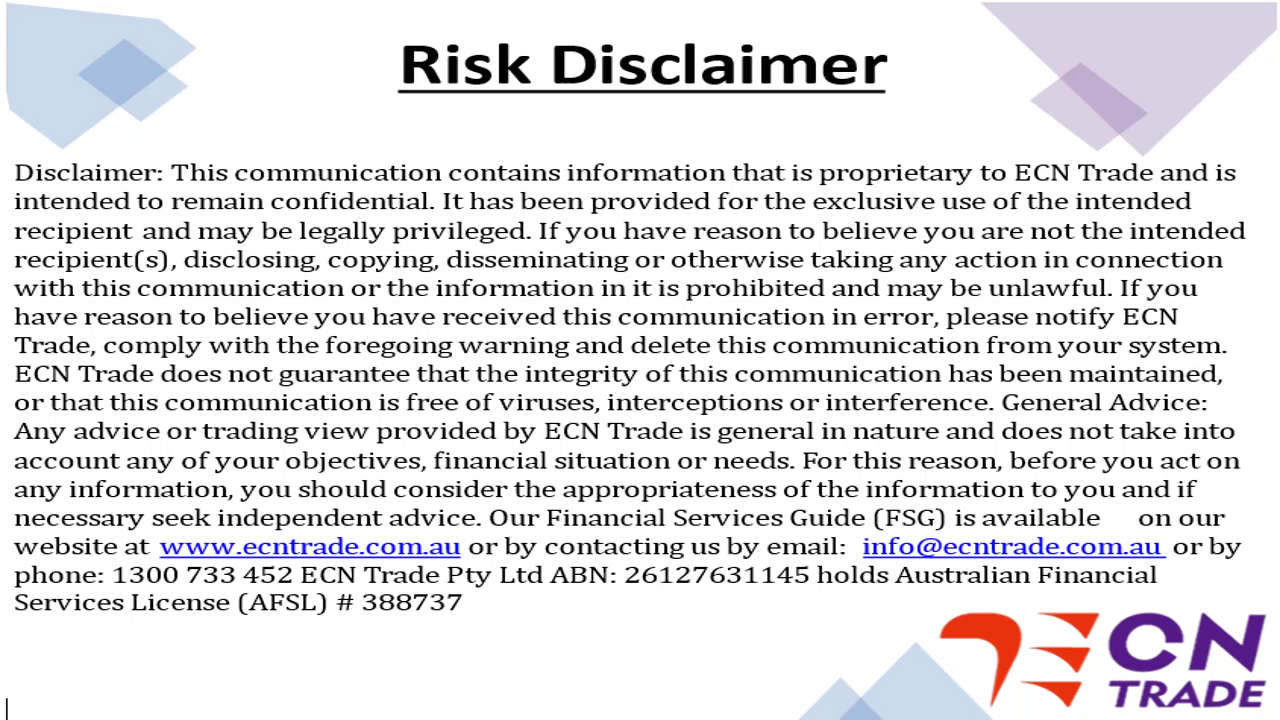 Risk Disclaimer
Disclaimer: This communication contains information that is proprietary to ECN Trade and is
intended to remain confidential. It has been provided for the exclusive use of the intended
recipient and may be legally privileged. If you have reason to believe you are not the intended
recipient(s), disclosing, copying, disseminating or otherwise taking any action in connection
with this communication or the information in it is prohibited and may be unlawful. If you
have reason to believe you have received this communication in error, please notify ECN
Trade, comply with the foregoing warning and delete this communication from your system.
ECN Trade does not guarantee that the integrity of this communication has been maintained,
or that this communication is free of viruses, interceptions or interference. General Advice:
Any advice or trading view provided by ECN Trade is general in nature and does not take into
account any of your objectives, financial situation or needs. For this reason, before you act on
any information, you should consider the appropriateness of the information to you and if
necessary seek independent advice. Our Financial Services Guide (FSG) is available on our
website at www.ecntrade.com.au or by contacting us by email: info@ecntrade.com.au or by
phone: 1300 733 452 ECN Trade Pty Ltd ABN: 26127631145 holds Australian Financial
Services License (AFSL) # 388737
ECN
TRADE